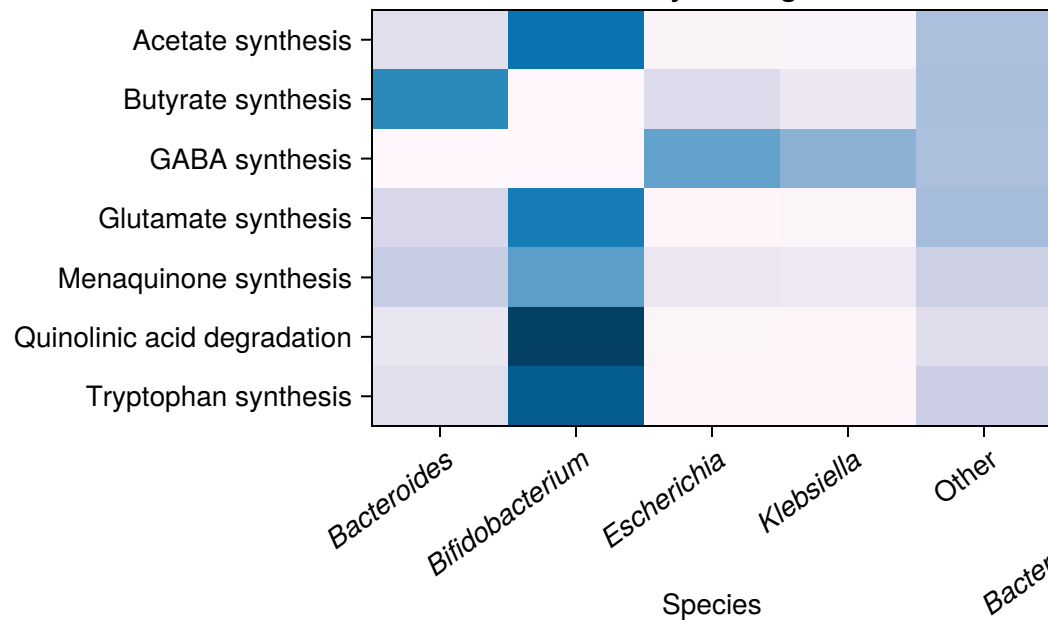 Acetate synthesis
Butyrate synthesis
GABA synthesis
Glutamate synthesis
Menaquinone synthesis
Quinolinic acid degradation
Tryptophan synthesis
Bacteroides
Bifidobacterium
Escherichia
Klebsiella
Other
Species